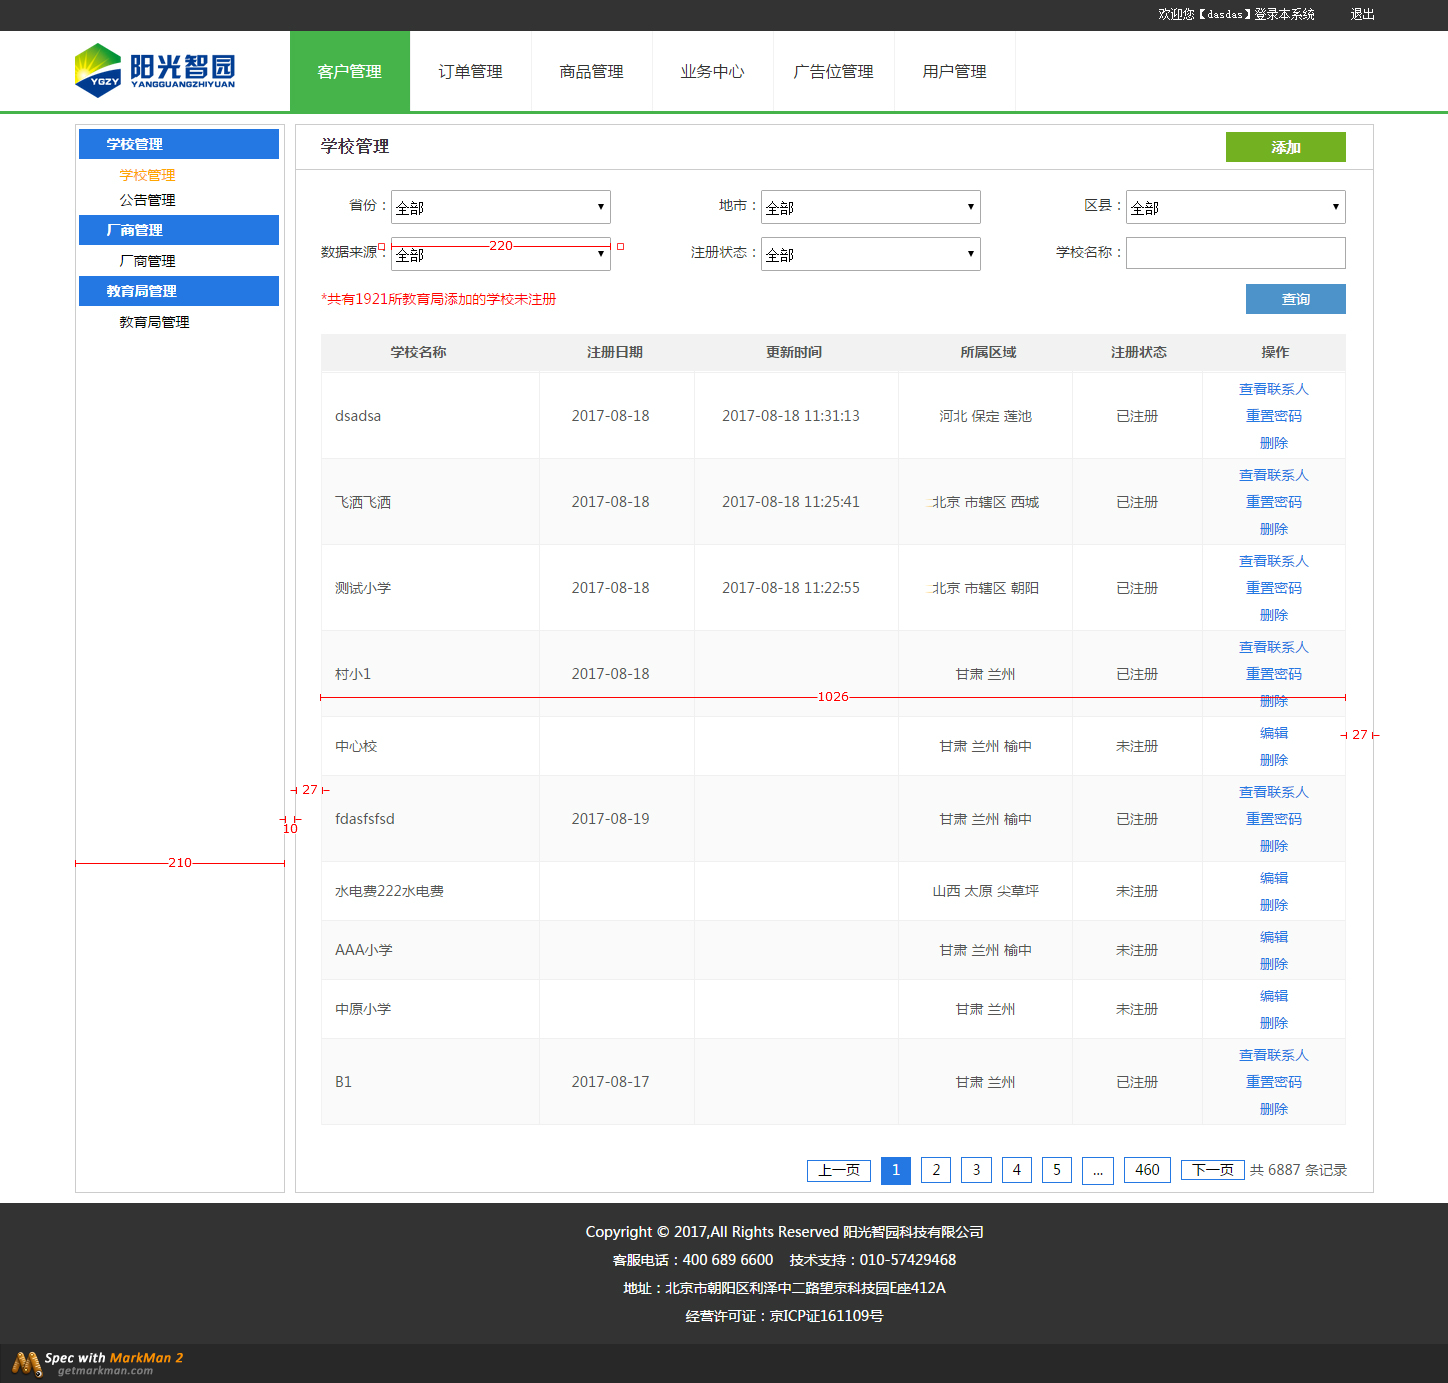 欢迎您【dasdas】登录本系统 退出
阳光智园
YGZY YANGGUANGZHIYUAN
客户管理 订单管理 商品管理 业务中心 广告位管理 用户管理
学校管理
学校管理
公告管理
厂商管理
厂商管理
教育局管理
教育局管理
学校管理 添加
省份： 全部 ▼ 地市： 全部 ▼ 区县： 全部 ▼
数据来源： 全部 ▼ 220 注册状态： 全部 ▼ 学校名称：
*共有1921所教育局添加的学校未注册 查询
学校名称 注册日期 更新时间 所属区域 注册状态 操作
dsadsa 2017-08-18 2017-08-18 11:31:13 河北 保定 莲池 已注册 查看联系人
重置密码
删除
飞洒飞洒 2017-08-18 2017-08-18 11:25:41 北京 市辖区 西城 已注册 查看联系人
重置密码
删除
测试小学 2017-08-18 2017-08-18 11:22:55 北京 市辖区 朝阳 已注册 查看联系人
重置密码
删除
村小1 2017-08-18 甘肃 兰州 已注册 查看联系人
重置密码
删除
1026
中心校 甘肃 兰州 榆中 未注册 编辑
删除
27
27
fdasfsfsd 2017-08-19 甘肃 兰州 榆中 已注册 查看联系人
重置密码
删除
10
210
水电费222水电费 山西 太原 尖草坪 未注册 编辑
删除
AAA小学 甘肃 兰州 榆中 未注册 编辑
删除
中原小学 甘肃 兰州 未注册 编辑
删除
B1 2017-08-17 甘肃 兰州 已注册 查看联系人
重置密码
删除
上一页 1 2 3 4 5 ... 460 下一页 共 6887 条记录
Copyright © 2017,All Rights Reserved 阳光智园科技有限公司
客服电话：400 689 6600 技术支持：010-57429468
地址：北京市朝阳区利泽中二路望京科技园E座412A
经营许可证：京ICP证161109号
Spec with MarkMan 2
getmarkman.com